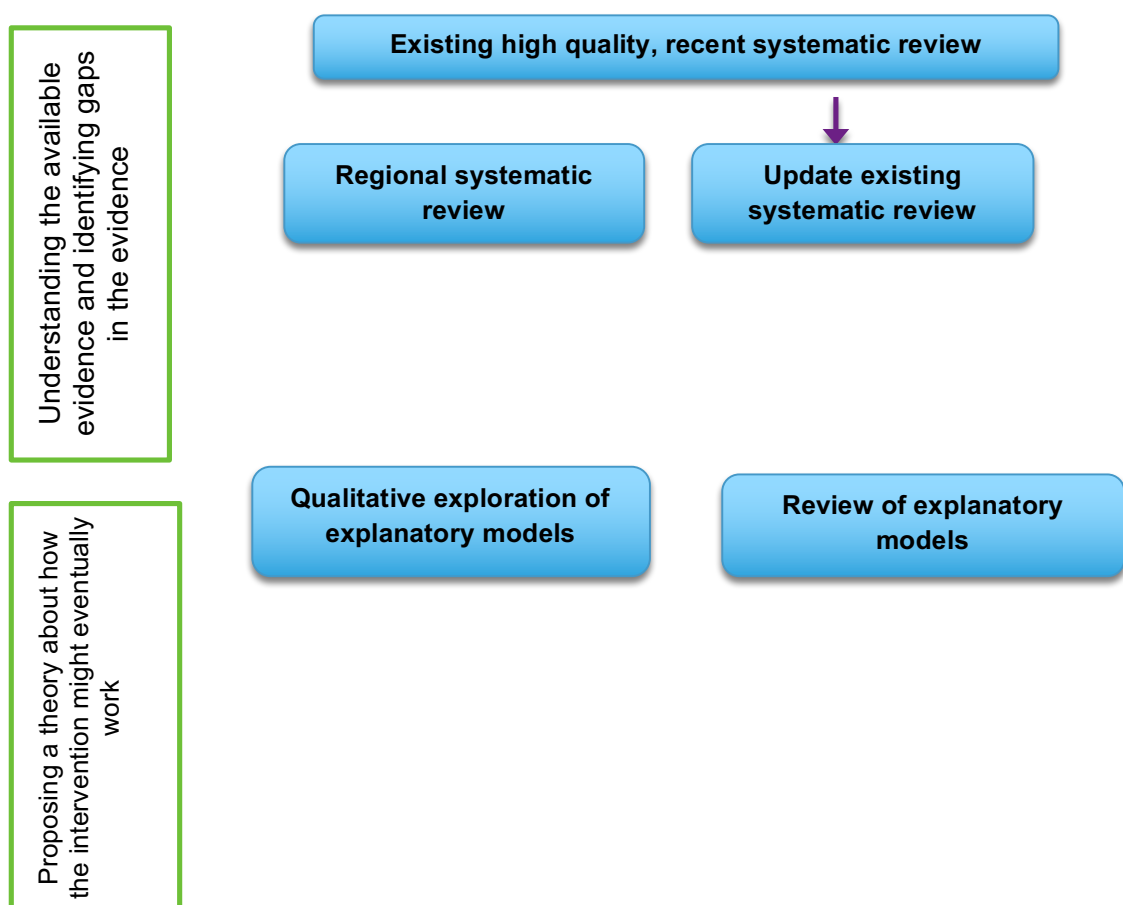 Understanding the available
evidence and identifying gaps
in the evidence
Existing high quality, recent systematic review
Regional systematic
review
Update existing
systematic review
Proposing a theory about how
the intervention might eventually
work
Qualitative exploration of
explanatory models
Review of explanatory
models